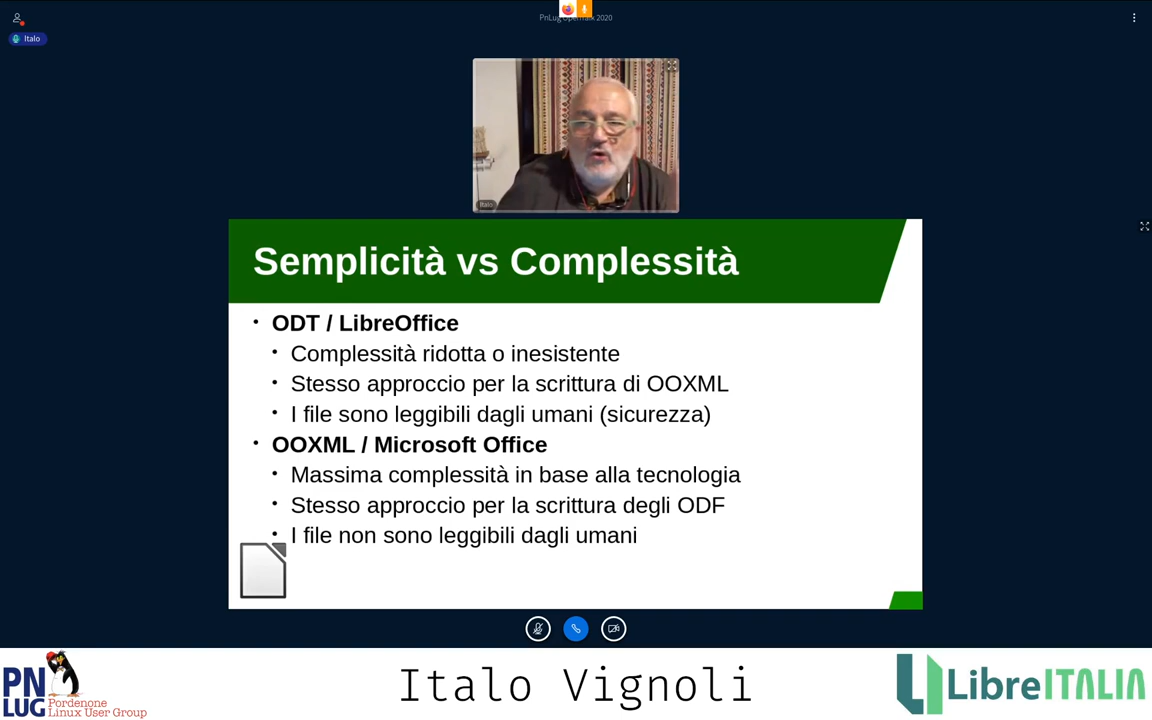 PnLug OpenTalk 2020
Italo
Italo
Semplicità vs Complessità
• ODT / LibreOffice
• Complessità ridotta o inesistente
• Stesso approccio per la scrittura di OOXML
• I file sono leggibili dagli umani (sicurezza)
• OOXML / Microsoft Office
• Massima complessità in base alla tecnologia
• Stesso approccio per la scrittura degli ODF
• I file non sono leggibili dagli umani
PN
LUG
Pordenone
Linux User Group
Italo Vignoli
LibreITALIA